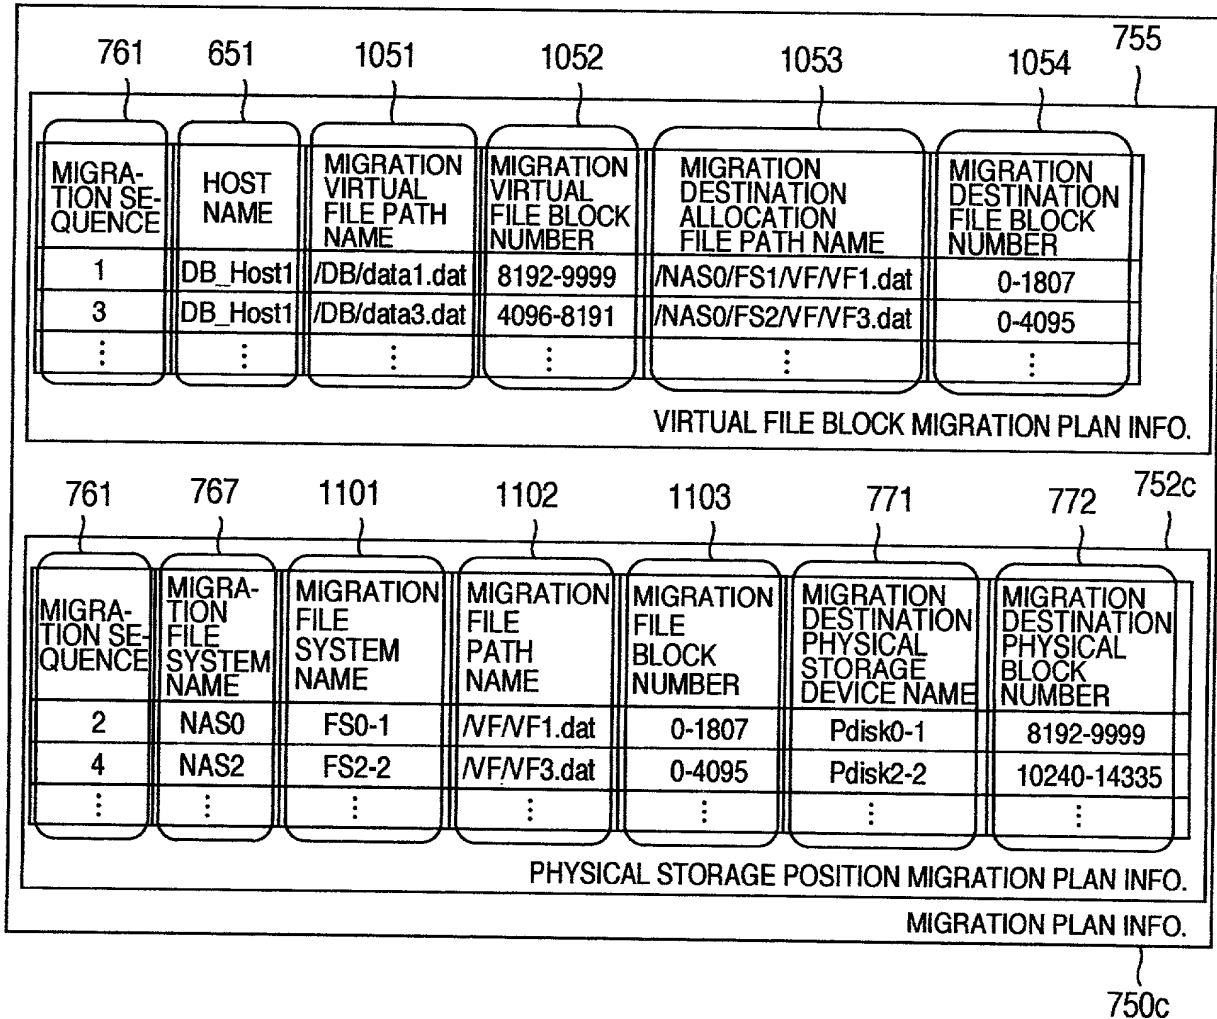 755
761 651 1051 1052 1053 1054
MIGRA-
TION SE-
QUENCE
HOST
NAME
MIGRATION
VIRTUAL
FILE PATH
NAME
MIGRATION
VIRTUAL
FILE BLOCK
NUMBER
MIGRATION
DESTINATION
ALLOCATION
FILE PATH NAME
MIGRATION
DESTINATION
FILE BLOCK
NUMBER
1 DB_Host1 /DB/data1.dat 8192-9999 /NAS0/FS1/VF/VF1.dat 0-1807
3 DB_Host1 /DB/data3.dat 4096-8191 /NAS0/FS2/VF/VF3.dat 0-4095
⋮ ⋮ ⋮ ⋮ ⋮ ⋮
VIRTUAL FILE BLOCK MIGRATION PLAN INFO.
761 767 1101 1102 1103 771 772 752c
MIGRA-
TION SE-
QUENCE
MIGRA-
TION
FILE
SYSTEM
NAME
MIGRATION
FILE
SYSTEM
NAME
MIGRATION
FILE
PATH
NAME
MIGRATION
FILE
BLOCK
NUMBER
MIGRATION
DESTINATION
PHYSICAL
STORAGE
DEVICE NAME
MIGRATION
DESTINATION
PHYSICAL
BLOCK
NUMBER
2 NAS0 FS0-1 /VF/VF1.dat 0-1807 Pdisk0-1 8192-9999
4 NAS2 FS2-2 /VF/VF3.dat 0-4095 Pdisk2-2 10240-14335
⋮ ⋮ ⋮ ⋮ ⋮ ⋮ ⋮
PHYSICAL STORAGE POSITION MIGRATION PLAN INFO.
MIGRATION PLAN INFO.
750c